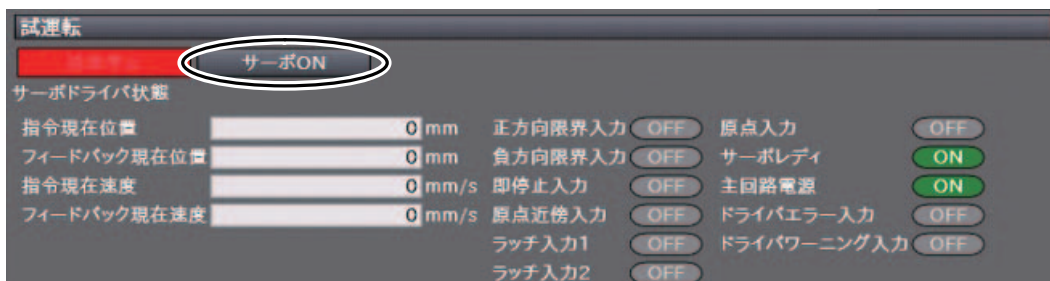 試運転
サーボON
サーボドライバ状態
指令現在位置 0 mm 正方向限界入力 OFF 原点入力 OFF
フィードバック現在位置 0 mm 負方向限界入力 OFF サーボレディ ON
指令現在速度 0 mm/s 即停止入力 OFF 主回路電源 ON
フィードバック現在速度 0 mm/s 原点近傍入力 OFF ドライバエラー入力 OFF
ラッチ入力1 OFF ドライバワーニング入力 OFF
ラッチ入力2 OFF